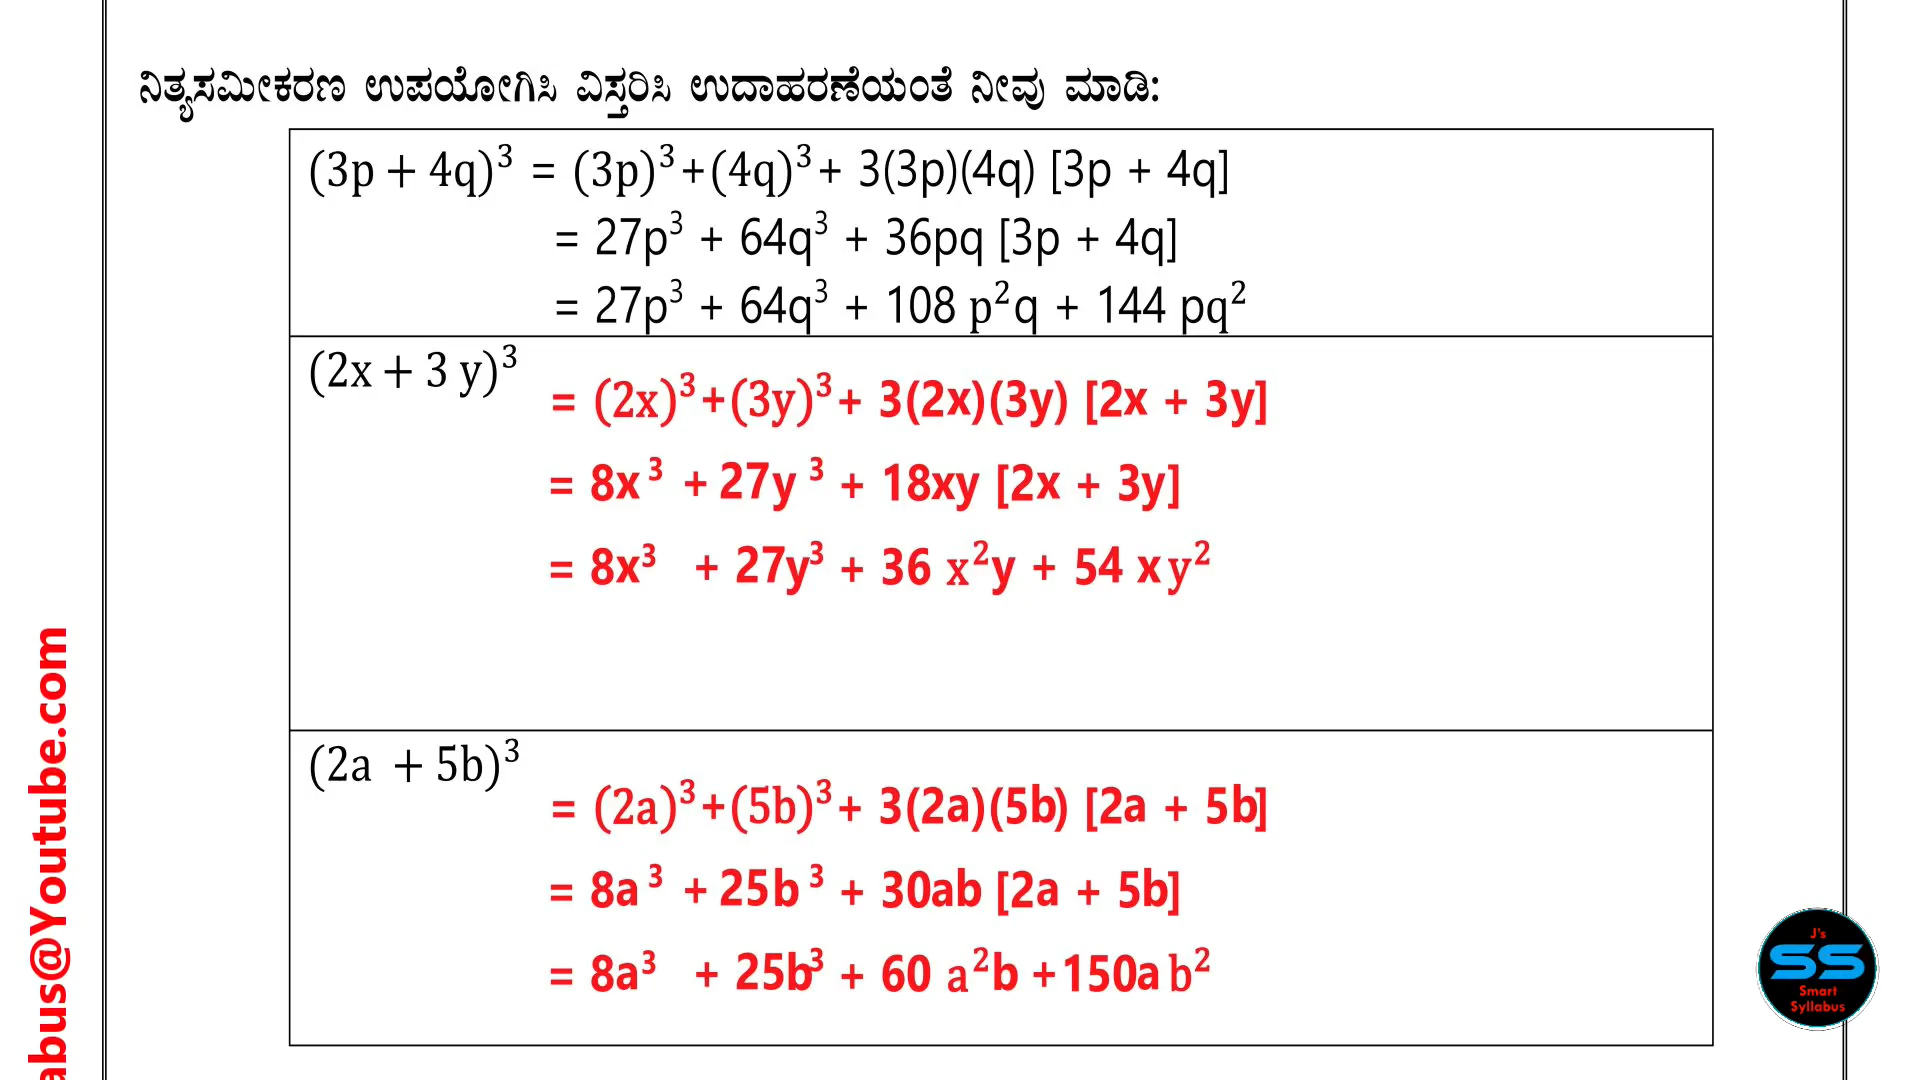 ನಿತ್ಯಸಮೀಕರಣ ಉಪಯೋಗಿಸಿ ವಿಸ್ತರಿಸಿ ಉದಾಹರಣೆಯಂತೆ ನೀವು ಮಾಡಿ:
(3p + 4q)³ = (3p)³+(4q)³+ 3(3p)(4q) [3p + 4q]
= 27p³ + 64q³ + 36pq [3p + 4q]
= 27p³ + 64q³ + 108 p²q + 144 pq²
(2x + 3 y)³
= (2x)³+(3y)³+ 3(2x)(3y) [2x + 3y]
= 8x³ + 27y³ + 18xy [2x + 3y]
= 8x³ + 27y³ + 36 x²y + 54 xy²
(2a + 5b)³
= (2a)³+(5b)³+ 3(2a)(5b) [2a + 5b]
= 8a³ + 25b³ + 30ab [2a + 5b]
= 8a³ + 25b³ + 60 a²b +150ab²
abus@Youtube.com
J's
SS
Smart
Syllabus